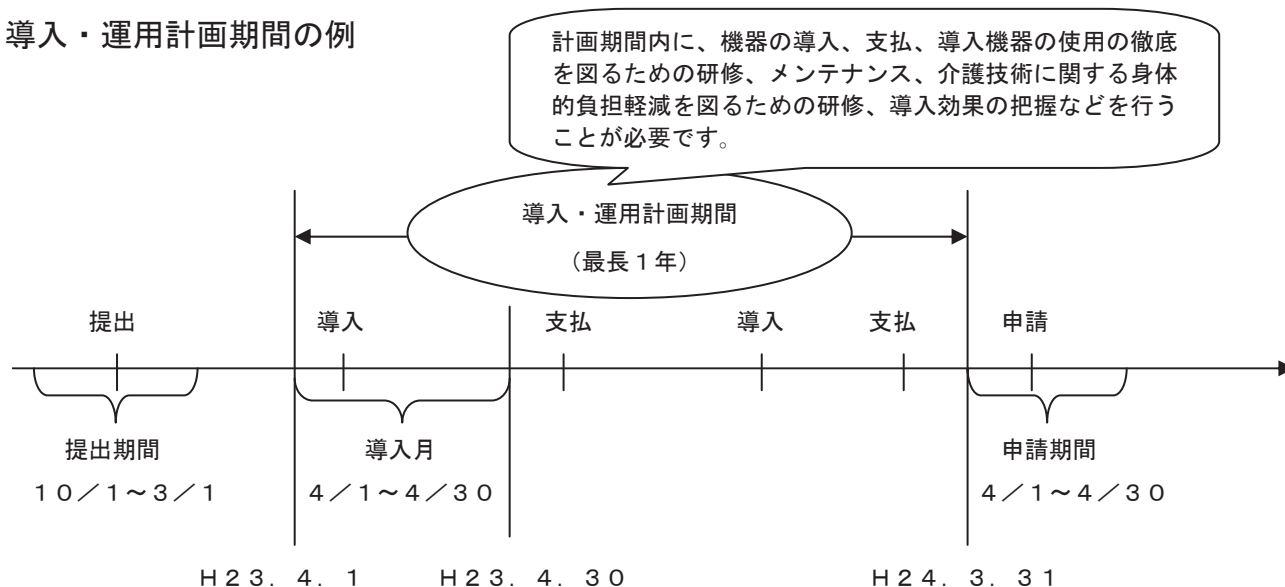 導入・運用計画期間の例
計画期間内に、機器の導入、支払、導入機器の使用の徹底
を図るための研修、メンテナンス、介護技術に関する身体
的負担軽減を図るための研修、導入効果の把握などを行う
ことが必要です。
導入・運用計画期間
（最長１年）
提出 導入 支払 導入 支払 申請
提出期間 導入月 申請期間
１０／１～３／１ ４／１～４／３０ ４／１～４／３０
Ｈ２３．４．１ Ｈ２３．４．３０ Ｈ２４．３．３１